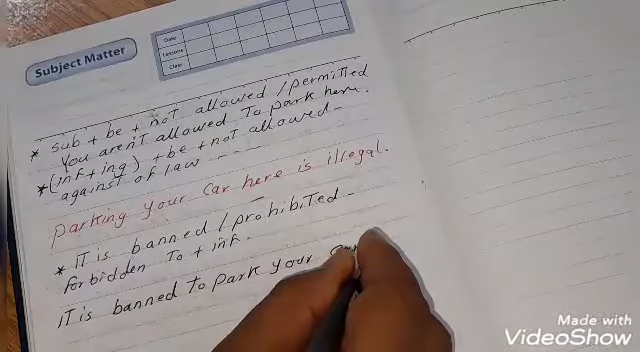 Subject Matter
Date
Lessons
Class
* sub + be + not allowed / permitted
You aren't allowed To park here.
* (inf + ing) + be + not allowed -
against of law - - -
parking your car here is illegal.
* IT is banned / prohibited -
forbidden To + inf.
IT is banned to park your
Made with
VideoShow